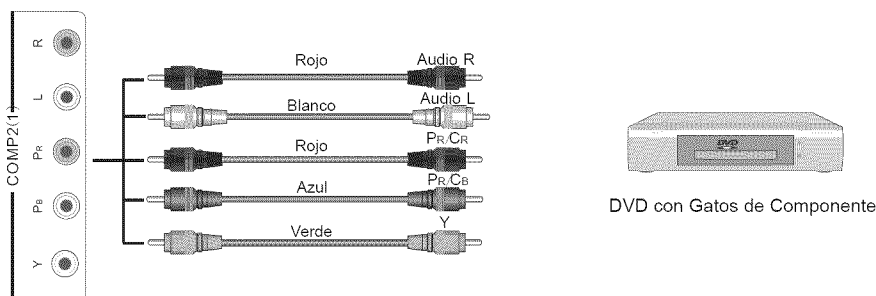 COMP2(1)
R
L
PR
PB
Y
Rojo Audio R
Blanco Audio L
Rojo PR/CR
Azul PR/CB
Verde Y
DVD
DVD con Gatos de Componente